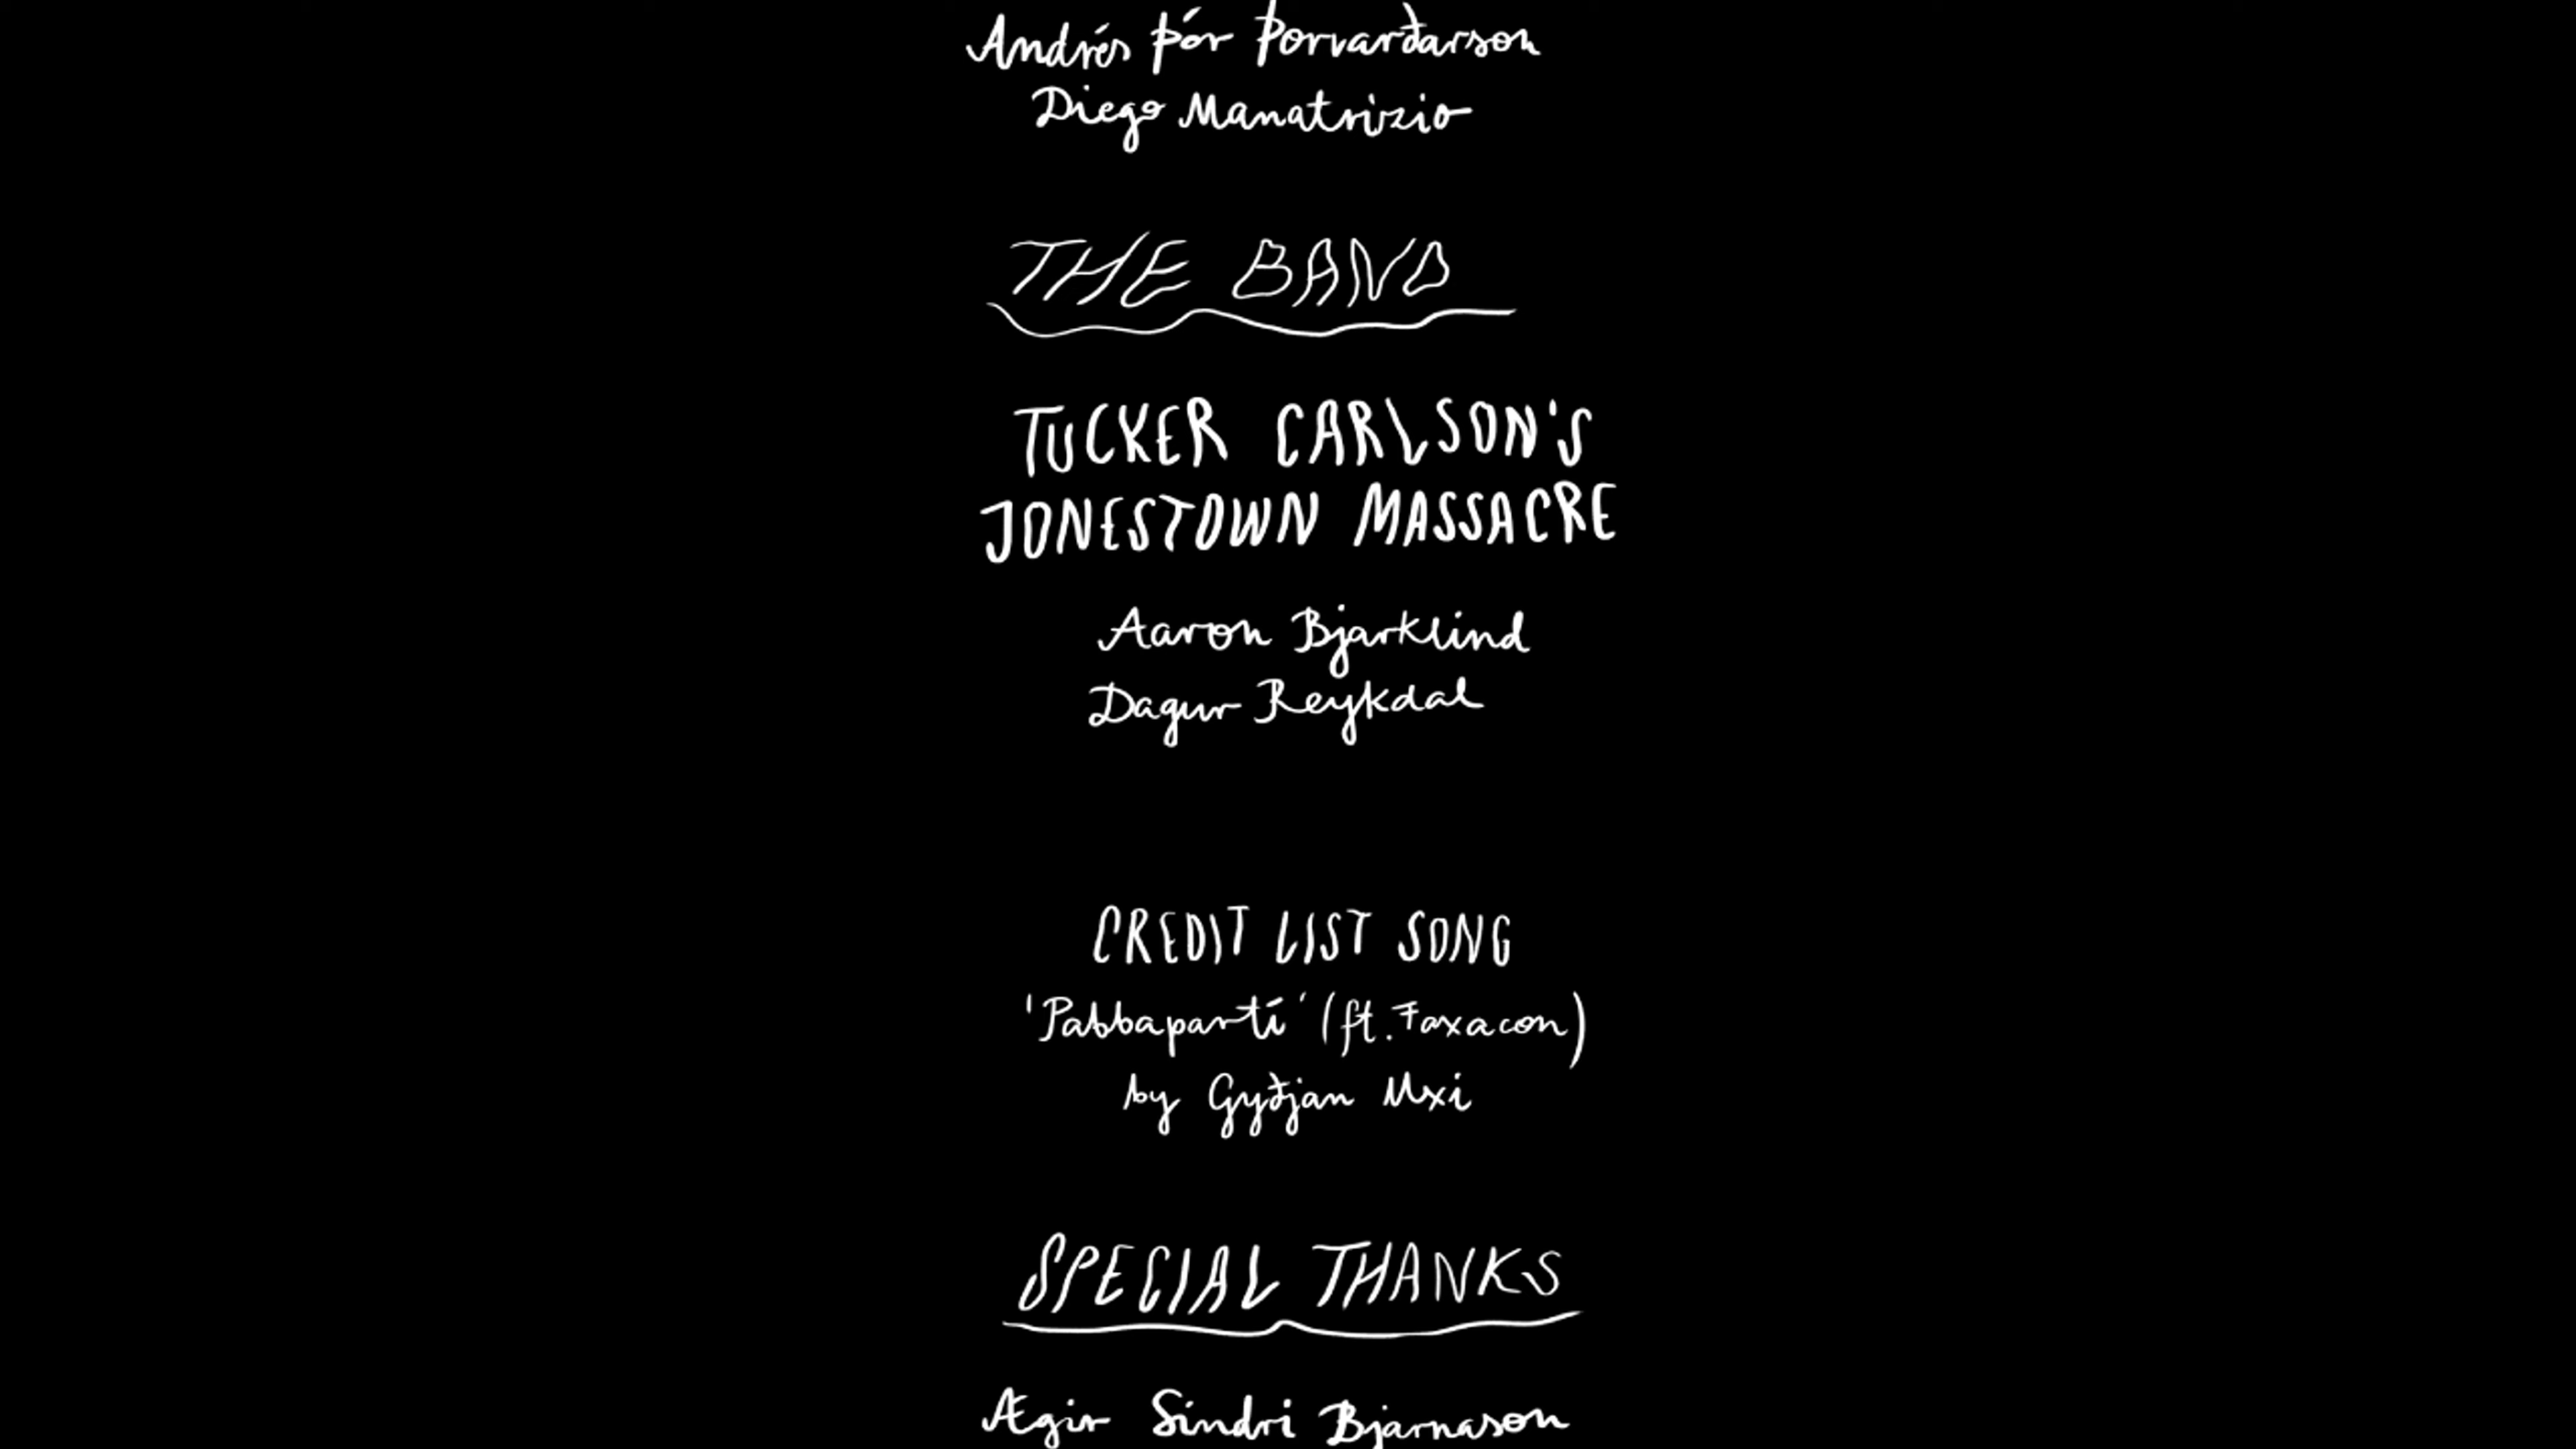 Andrés Þór Þorvarðarson
Diego Manatrizio
THE BAND
TUCKER CARLSON'S
JONESTOWN MASSACRE
Aaron Bjarklind
Dagur Reykdal
CREDIT LIST SONG
'Pabbapartí' (ft. Faxacon)
by Gyðjan Uxi
SPECIAL THANKS
Ægir Sindri Bjarnason